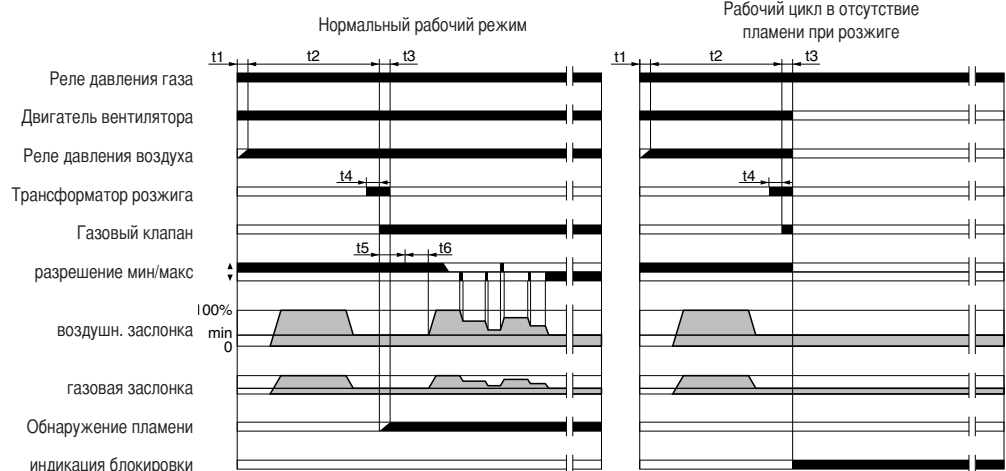 Нормальный рабочий режим
Рабочий цикл в отсутствие
пламени при розжиге
t1 t2 t3
t1 t2 t3
Реле давления газа
Двигатель вентилятора
Реле давления воздуха
Трансформатор розжига t4 t4
Газовый клапан
t5 t6
разрешение мин/макс
100%
воздушн. заслонка min
0
газовая заслонка
Обнаружение пламени
индикация блокировки